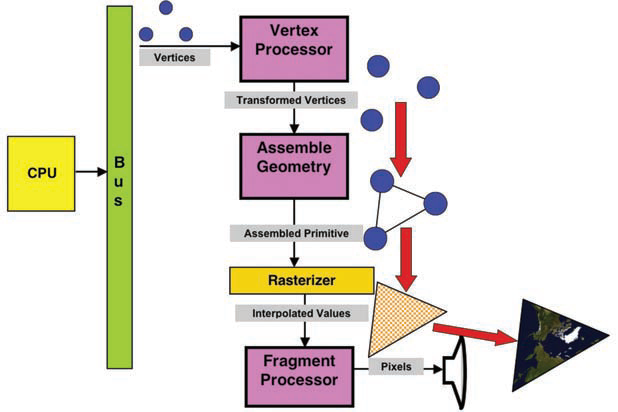 Vertex
Processor
Vertices
Transformed Vertices
Assemble
Geometry
CPU
B
u
s
Assembled Primitive
Rasterizer
Interpolated Values
Fragment
Processor
Pixels